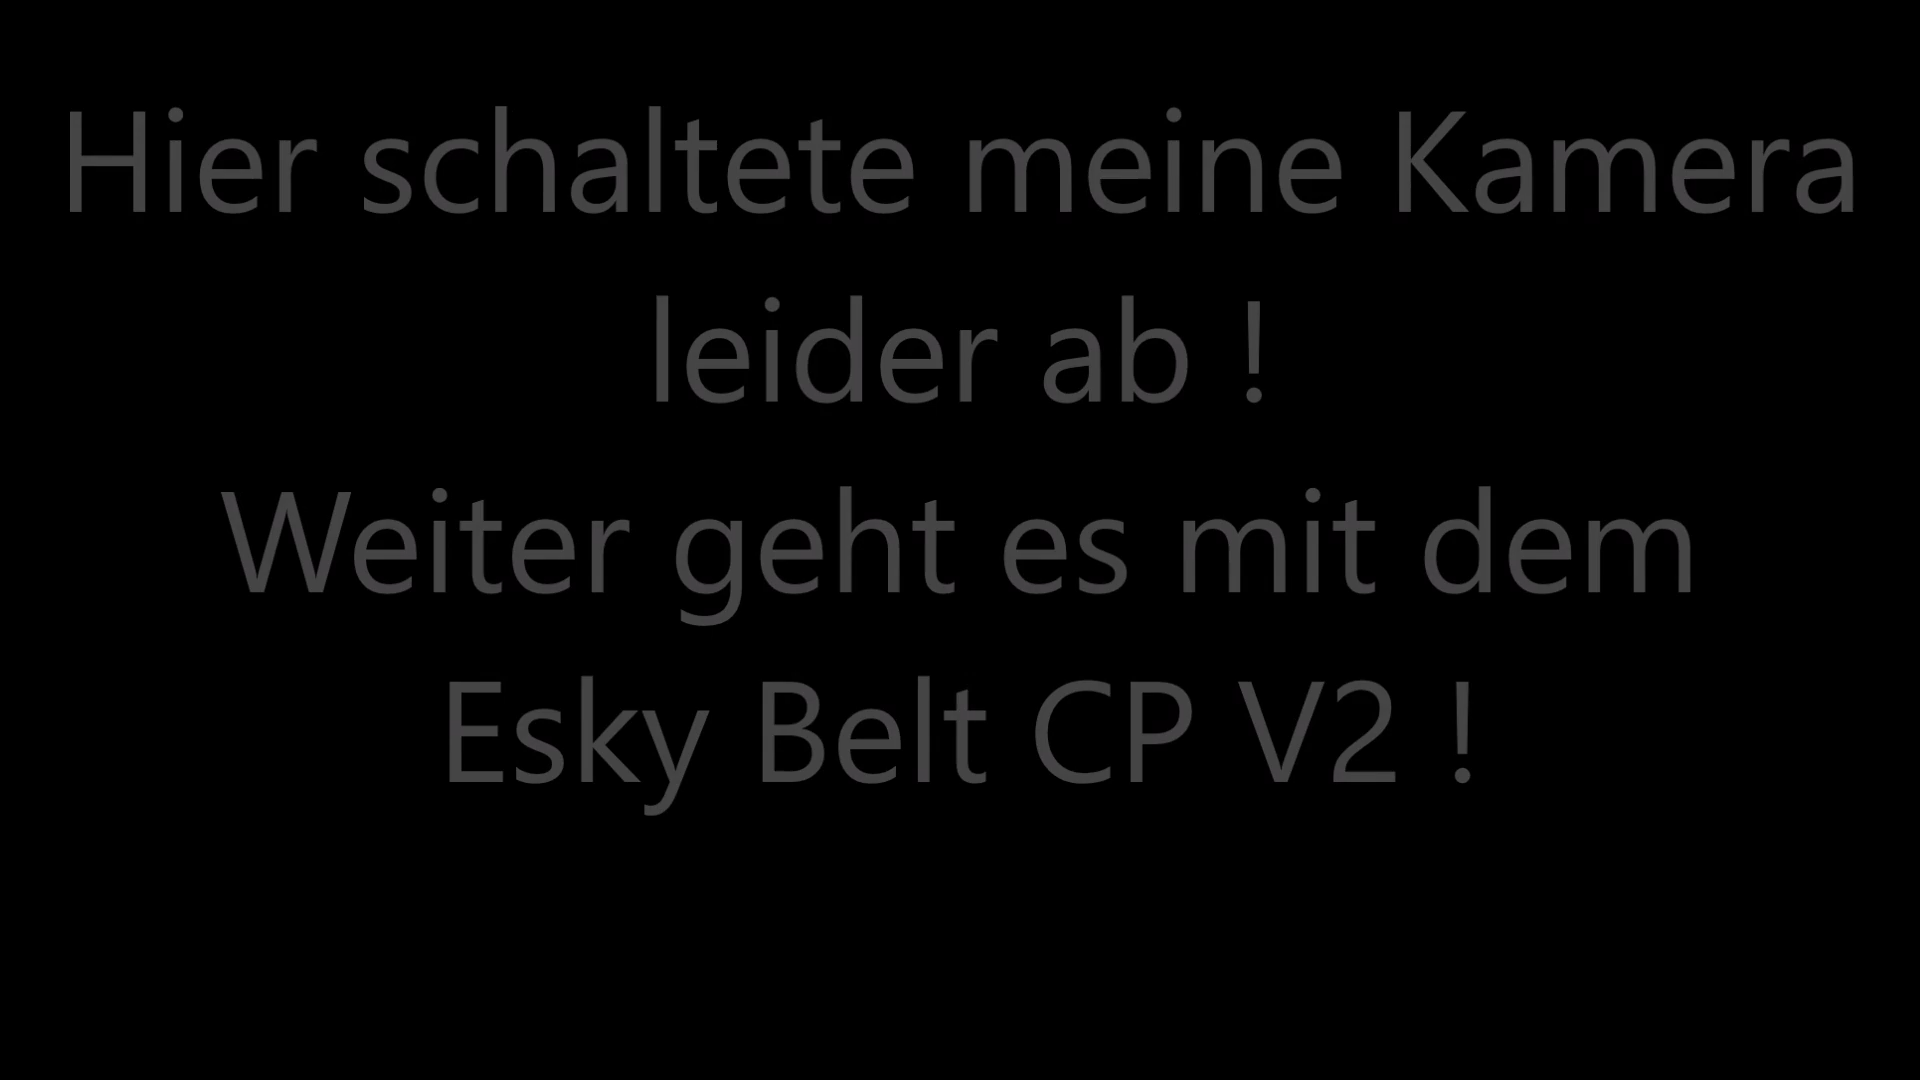 Hier schaltete meine Kamera
leider ab !
Weiter geht es mit dem
Esky Belt CP V2 !